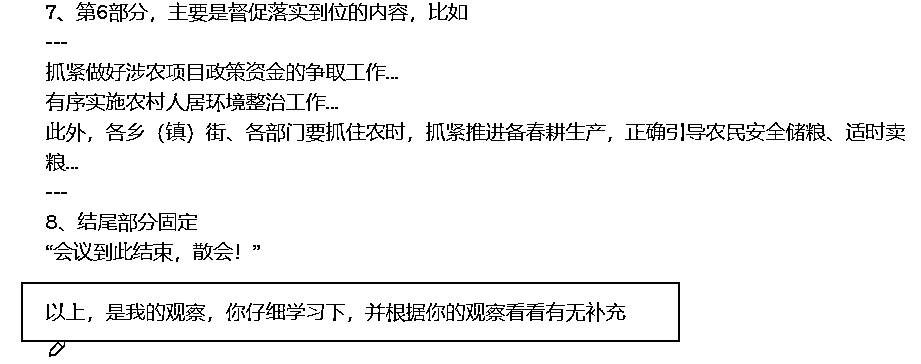 7、第6部分，主要是督促落实到位的内容，比如
---
抓紧做好涉农项目政策资金的争取工作...
有序实施农村人居环境整治工作...
此外，各乡（镇）街、各部门要抓住农时，抓紧推进备春耕生产，正确引导农民安全储粮、适时卖
粮...
---
8、结尾部分固定
“会议到此结束，散会！”
以上，是我的观察，你仔细学习下，并根据你的观察看看有无补充